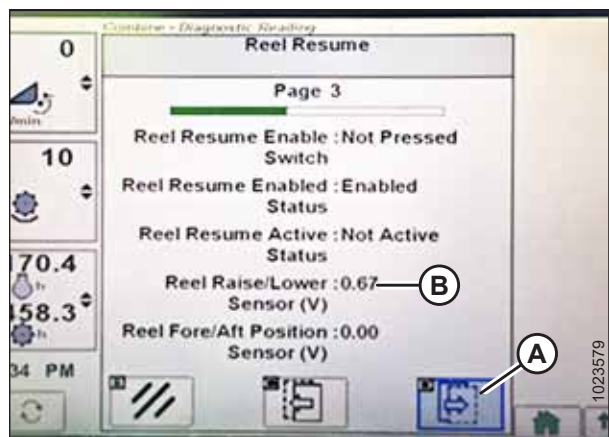 Combine - Diagnostic Reading
Reel Resume
0
Page 3
Reel Resume Enable :Not Pressed
Switch
10
Reel Resume Enabled :Enabled
Status
Reel Resume Active :Not Active
Status
170.4
h
Reel Raise/Lower :0.67
Sensor (V)
B
458.3
h
Reel Fore/Aft Position :0.00
Sensor (V)
A
34 PM
1023579